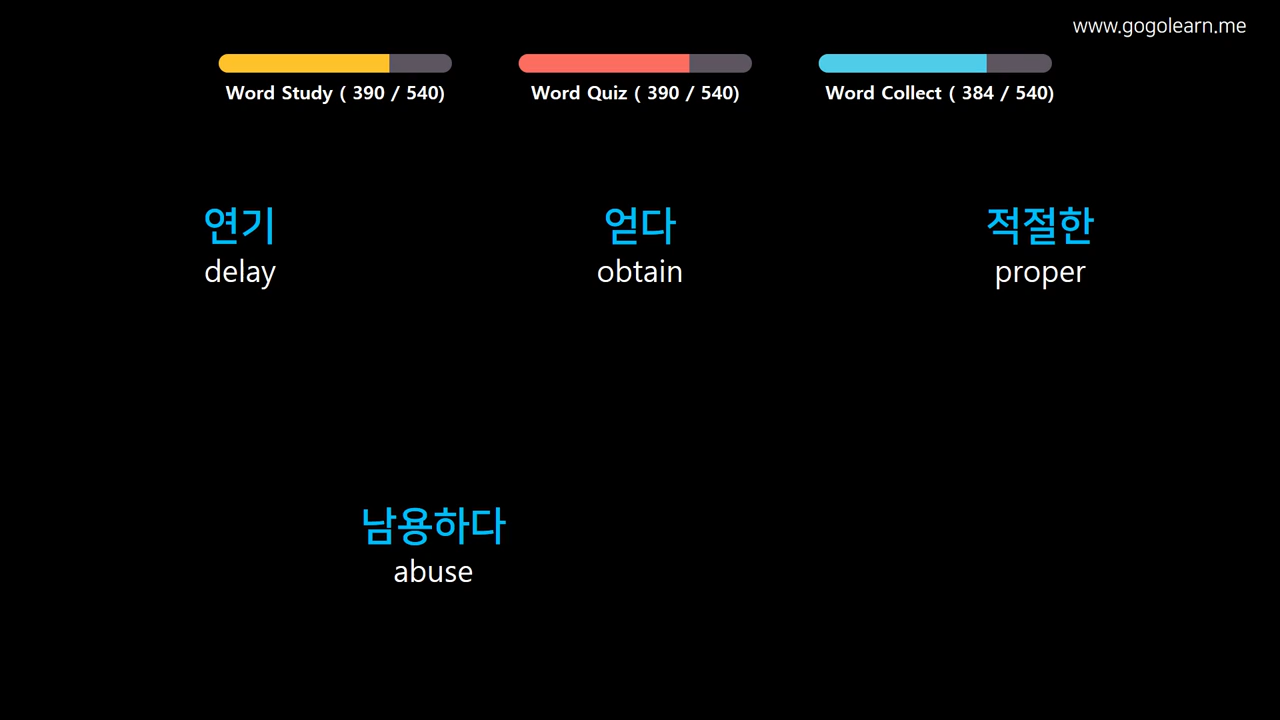 www.gogolearn.me
Word Study ( 390 / 540)
Word Quiz ( 390 / 540)
Word Collect ( 384 / 540)
연기
delay
얻다
obtain
적절한
proper
남용하다
abuse